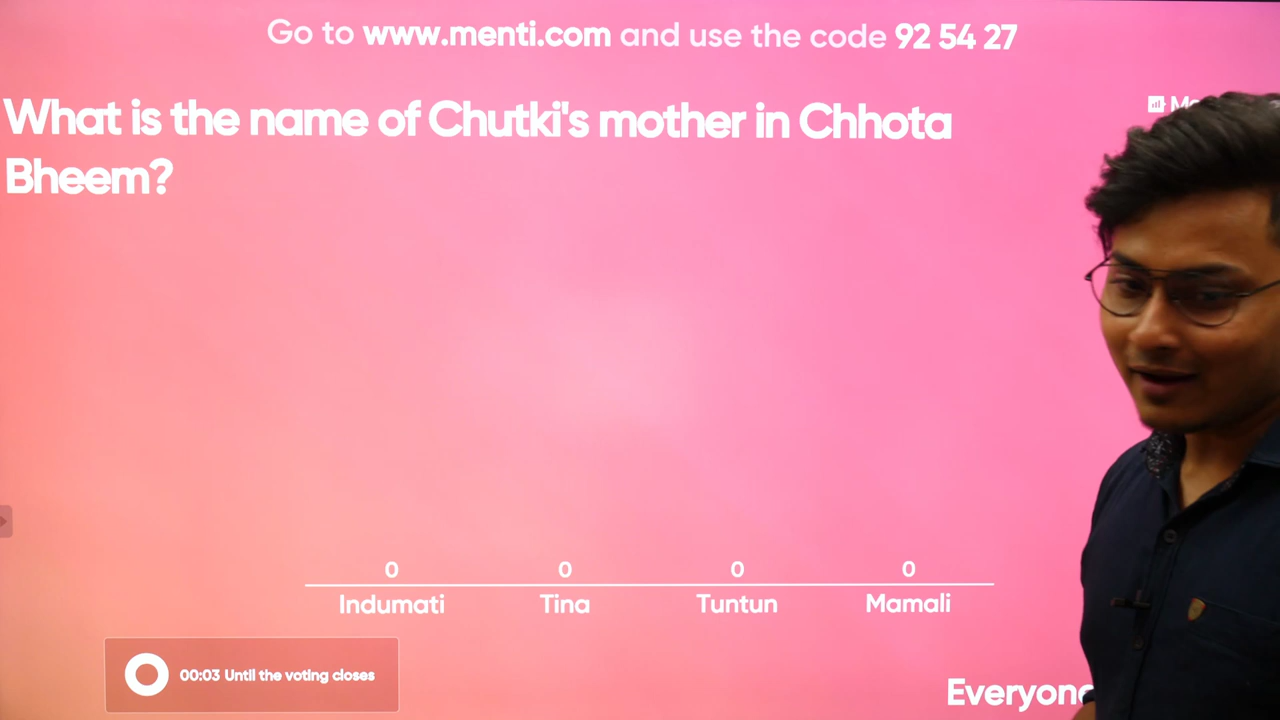 Go to www.menti.com and use the code 92 54 27
What is the name of Chutki's mother in Chhota
Bheem?
0 0 0 0
Indumati Tina Tuntun Mamali
00:03 Until the voting closes